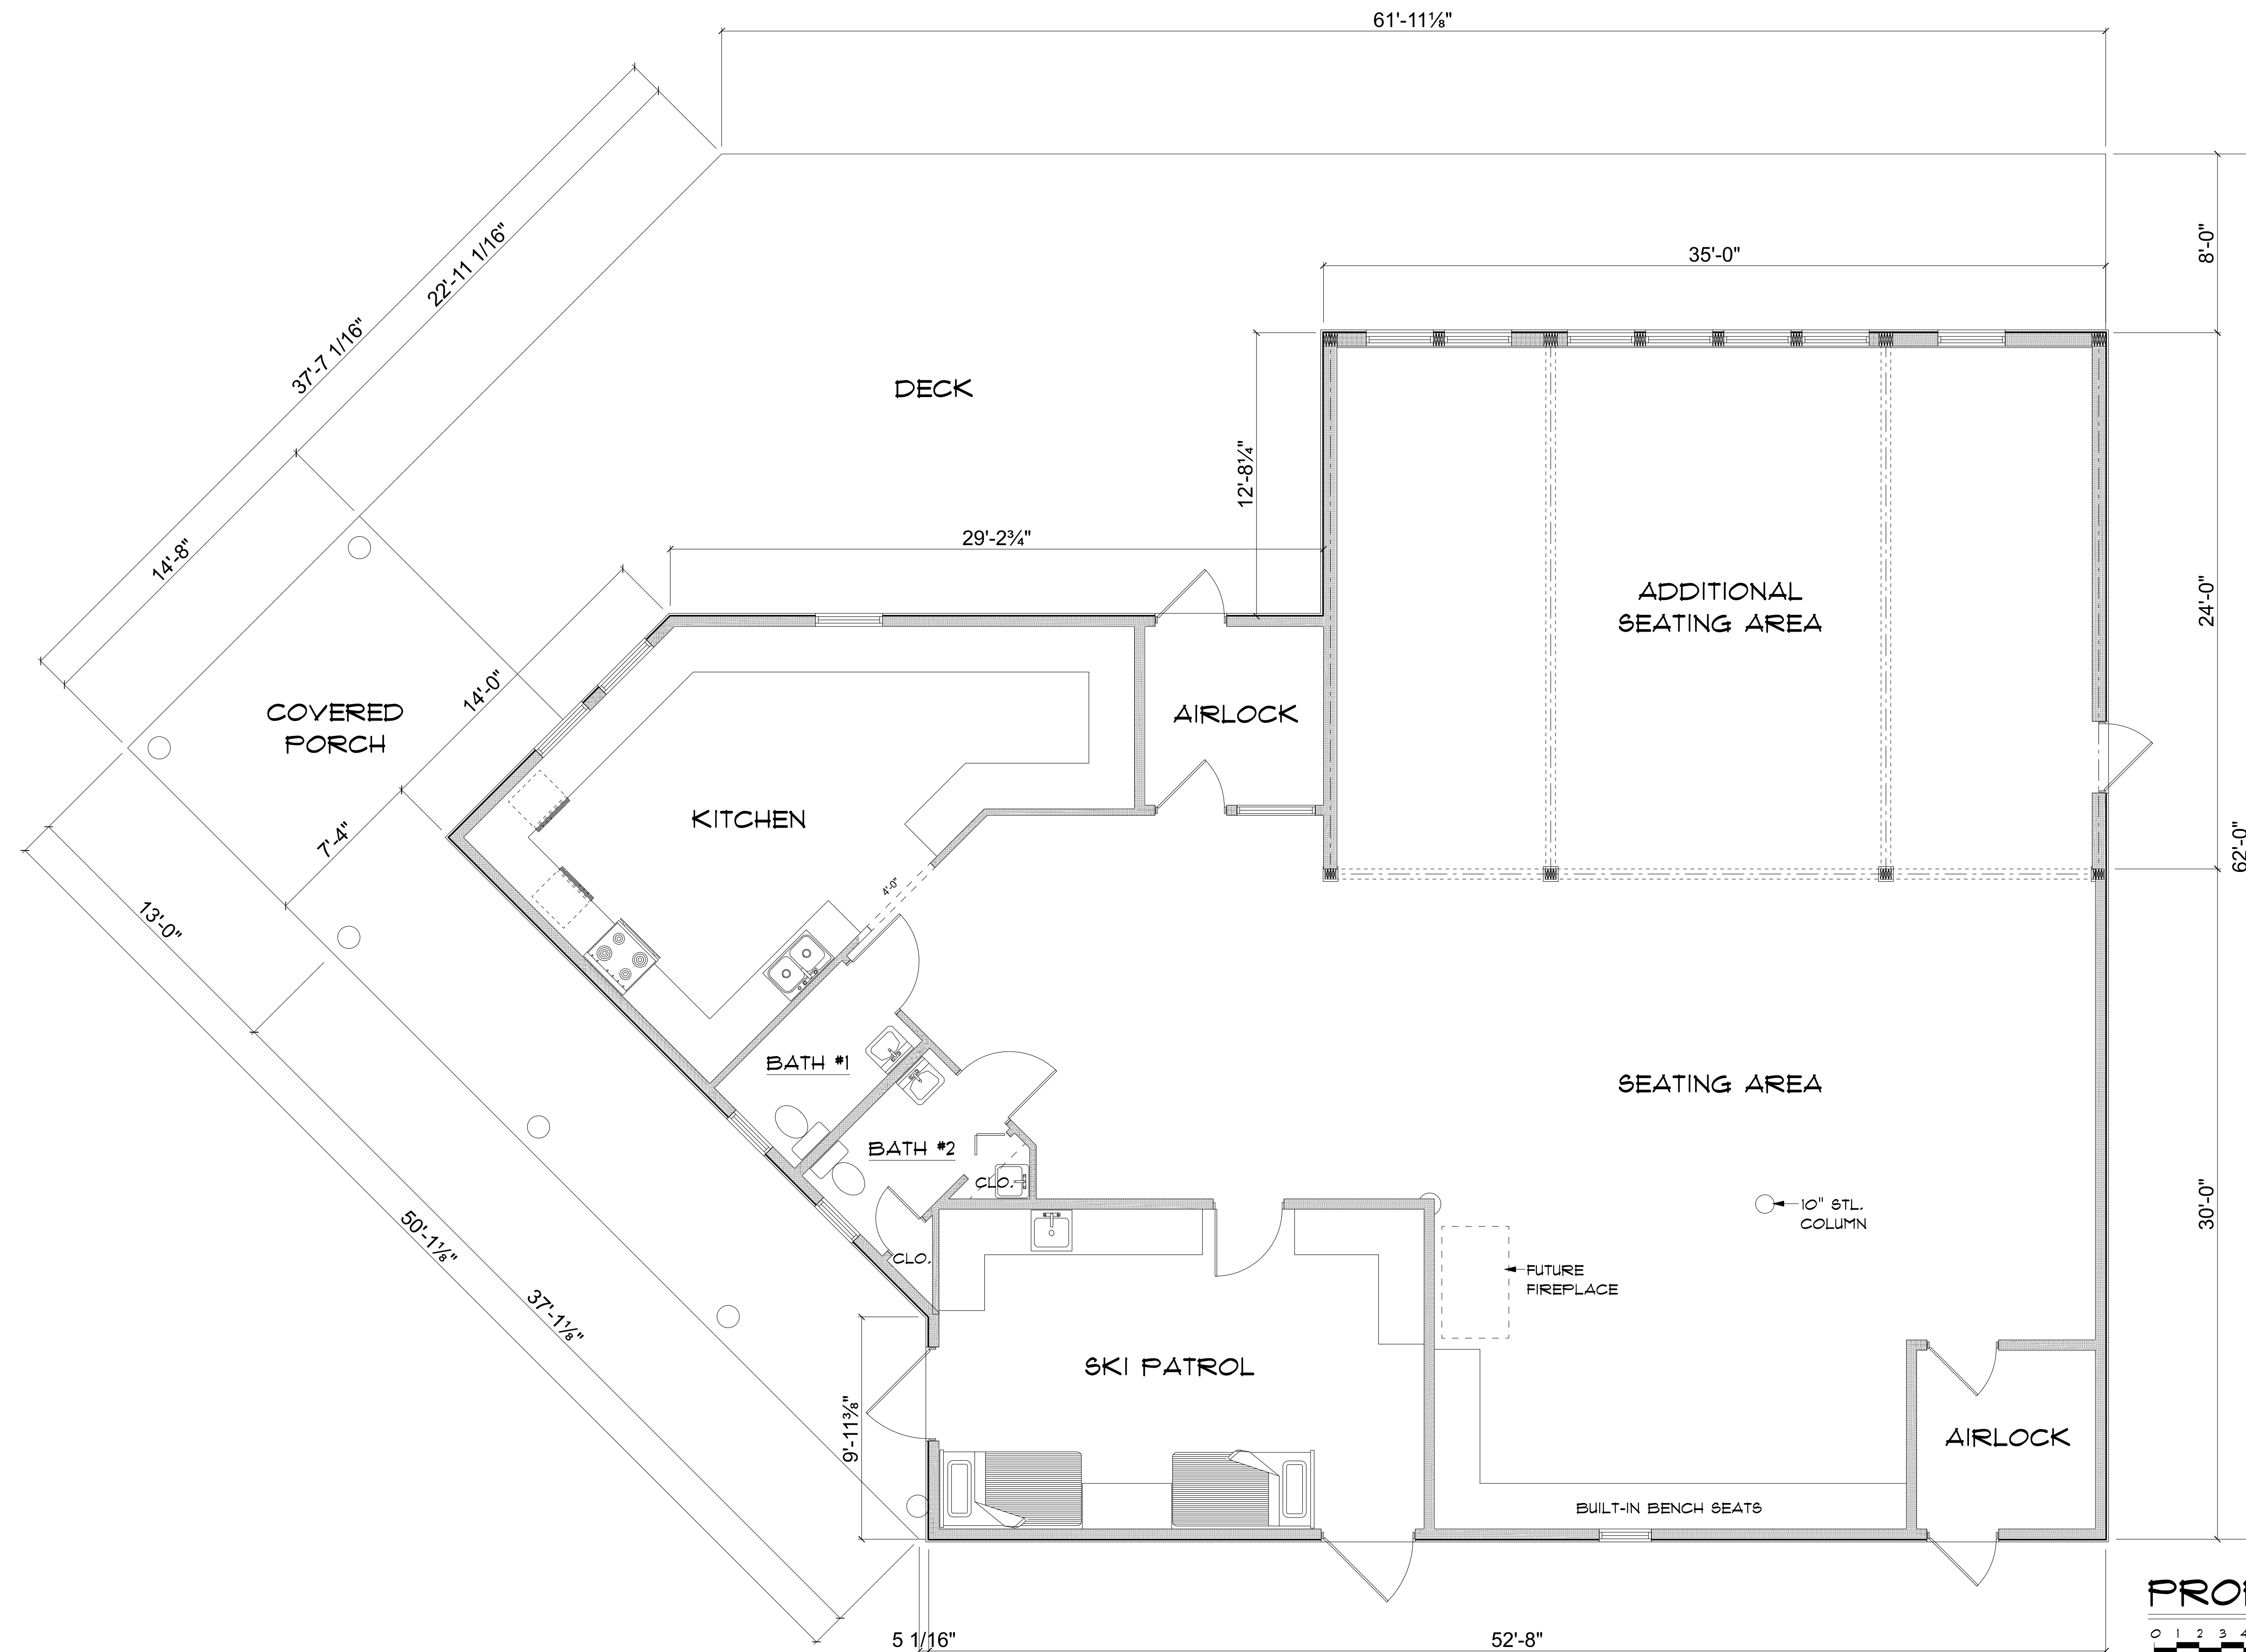 61'-11⅛"
22'-11 1/16"
37'-7 1/16"
8'-0"
35'-0"
DECK
12'-8¼"
29'-2¾"
14'-8"
ADDITIONAL
SEATING AREA
24'-0"
14'-0"
COVERED
PORCH
AIRLOCK
KITCHEN
7'-4"
62'-0"
4'-0"
13'-0"
BATH #1
SEATING AREA
BATH #2
CLO.
10" STL.
COLUMN
30'-0"
50'-1⅛"
CLO.
FUTURE
FIREPLACE
37'-1⅛"
SKI PATROL
9'-11⅜"
AIRLOCK
BUILT-IN BENCH SEATS
5 1/16"
52'-8"
0 1 2 3 4